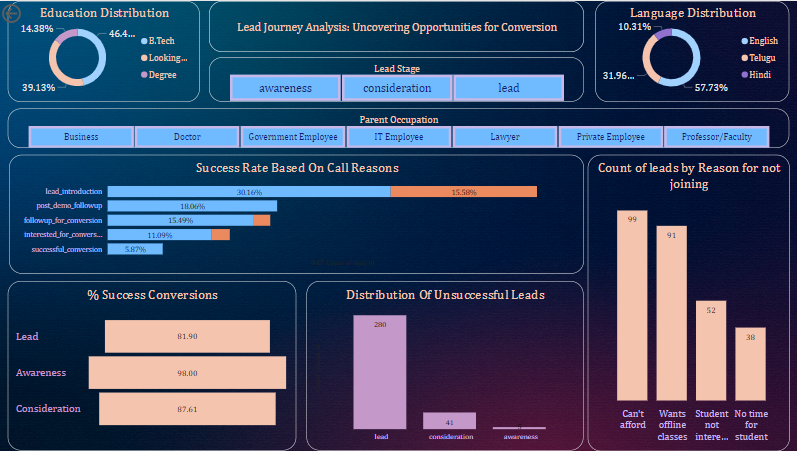 Education Distribution
14.38%
46.4...
39.13%
B.Tech
Looking...
Degree
Lead Journey Analysis: Uncovering Opportunities for Conversion
Lead Stage
awareness
consideration
lead
Language Distribution
10.31%
31.96...
57.73%
English
Telugu
Hindi
Parent Occupation
Business
Doctor
Government Employee
IT Employee
Lawyer
Private Employee
Professor/Faculty
Success Rate Based On Call Reasons
lead_introduction
30.16%
15.58%
post_demo_followup
18.06%
followup_for_conversion
15.49%
interested_for_convers...
11.09%
successful_conversion
5.87%
Count of leads by Reason for not
joining
99
91
52
38
Can't
afford
Wants
offline
classes
Student
not
intere...
No time
for
student
% Success Conversions
Lead
81.90
Awareness
98.00
Consideration
87.61
Distribution Of Unsuccessful Leads
280
41
lead
consideration
awareness